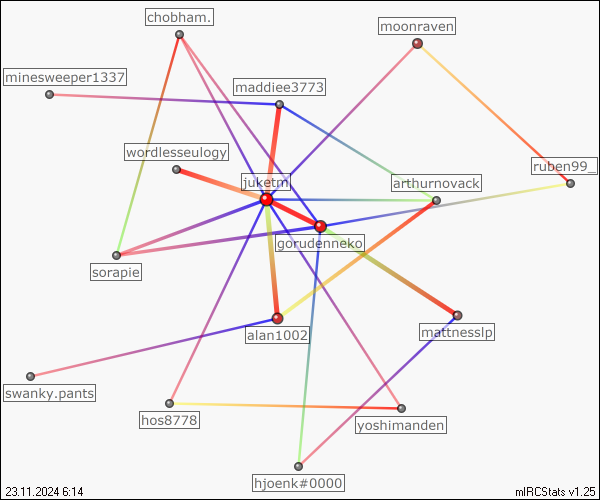 chobham.
moonraven
minesweeper1337
maddiee3773
wordlesseulogy
ruben99_
juketm
arthurnovack
gorudenneko
sorapie
alan1002
mattnesslp
swanky.pants
hos8778
yoshimanden
hjoenk#0000
23.11.2024 6:14
mIRCStats v1.25